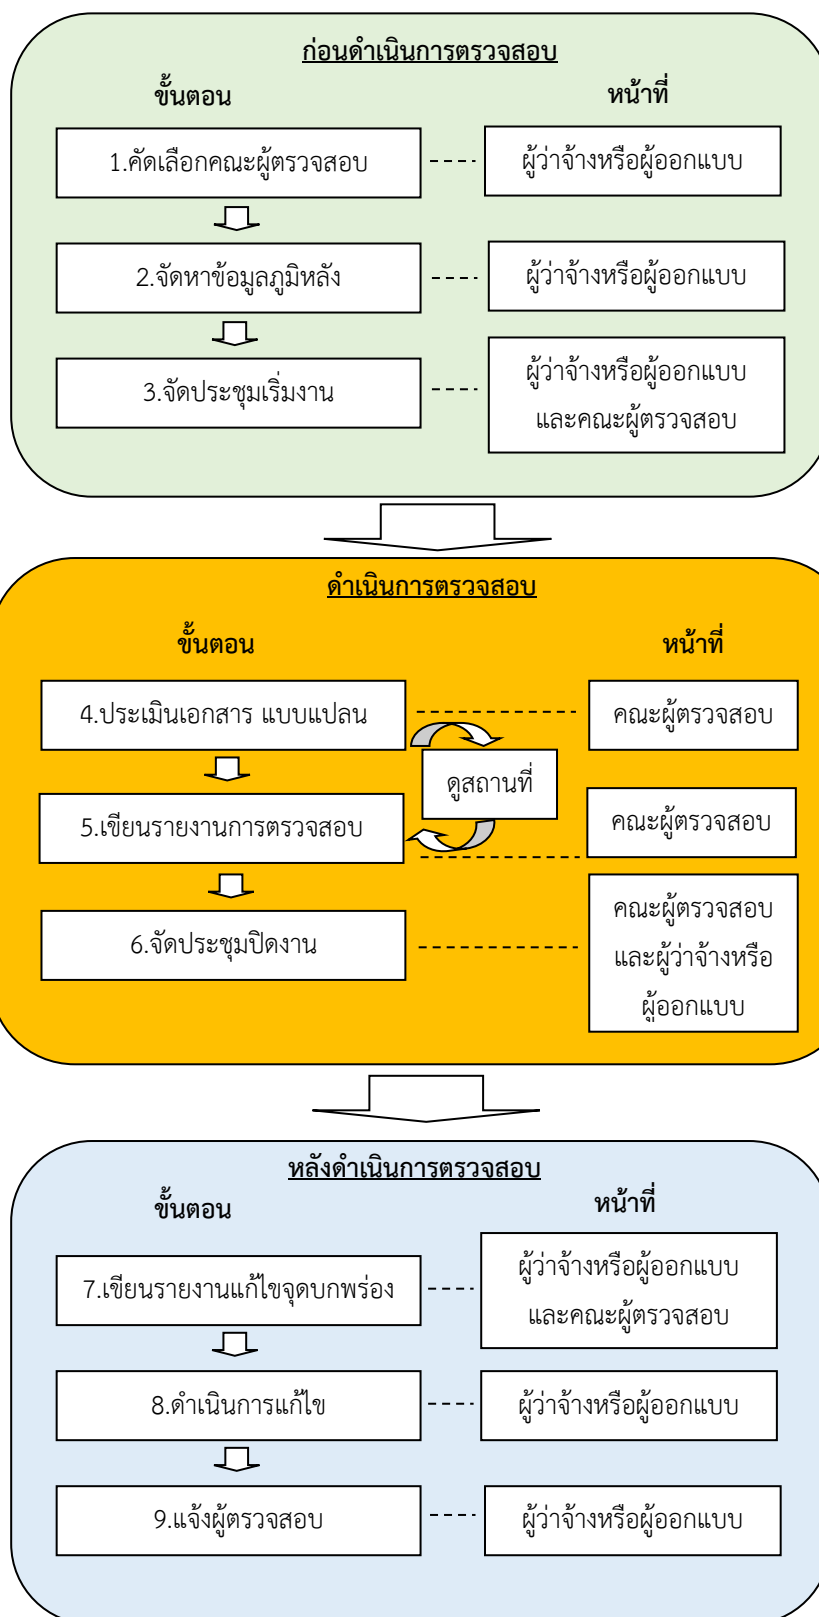 ก่อนดำเนินการตรวจสอบ
ขั้นตอน
หน้าที่
1.คัดเลือกคณะผู้ตรวจสอบ
ผู้ว่าจ้างหรือผู้ออกแบบ
2.จัดหาข้อมูลภูมิหลัง
ผู้ว่าจ้างหรือผู้ออกแบบ
3.จัดประชุมเริ่มงาน
ผู้ว่าจ้างหรือผู้ออกแบบ
และคณะผู้ตรวจสอบ
ดำเนินการตรวจสอบ
ขั้นตอน
หน้าที่
4.ประเมินเอกสาร แบบแปลน
คณะผู้ตรวจสอบ
ดูสถานที่
5.เขียนรายงานการตรวจสอบ
คณะผู้ตรวจสอบ
6.จัดประชุมปิดงาน
คณะผู้ตรวจสอบ
และผู้ว่าจ้างหรือ
ผู้ออกแบบ
หลังดำเนินการตรวจสอบ
ขั้นตอน
หน้าที่
7.เขียนรายงานแก้ไขจุดบกพร่อง
ผู้ว่าจ้างหรือผู้ออกแบบ
และคณะผู้ตรวจสอบ
8.ดำเนินการแก้ไข
ผู้ว่าจ้างหรือผู้ออกแบบ
9.แจ้งผู้ตรวจสอบ
ผู้ว่าจ้างหรือผู้ออกแบบ